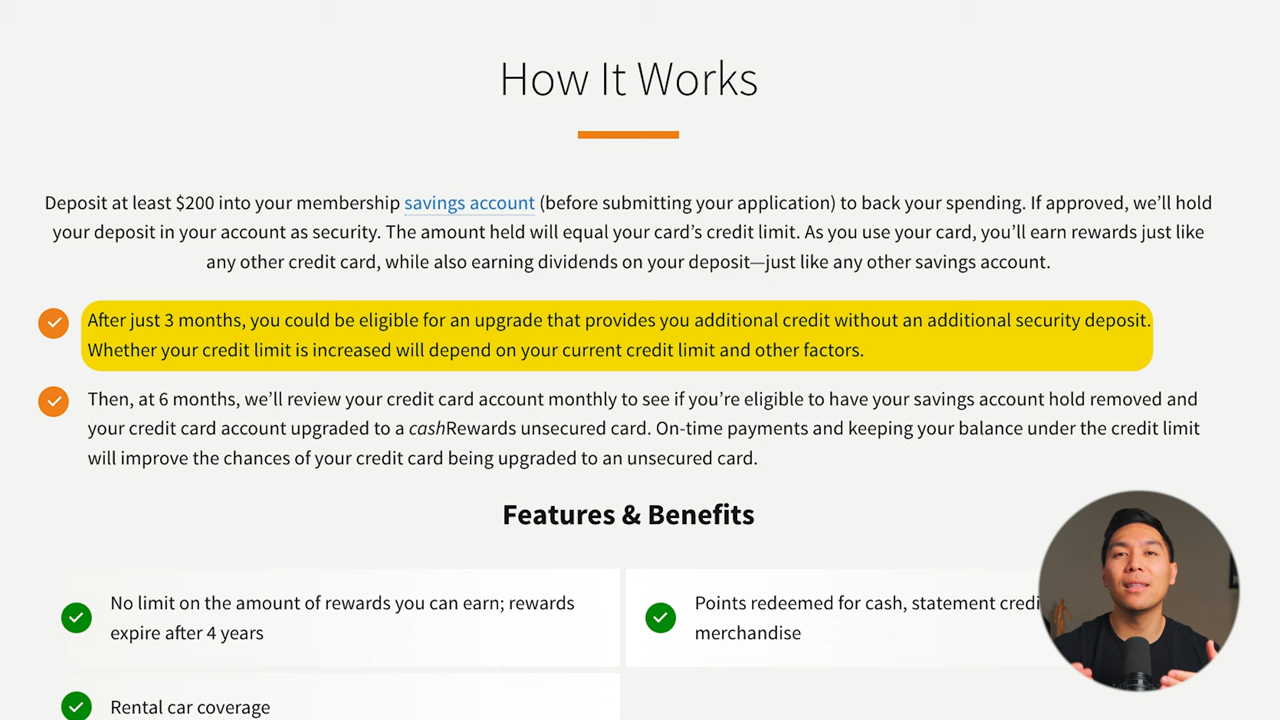 How It Works
Deposit at least $200 into your membership savings account (before submitting your application) to back your spending. If approved, we’ll hold
your deposit in your account as security. The amount held will equal your card’s credit limit. As you use your card, you’ll earn rewards just like
any other credit card, while also earning dividends on your deposit—just like any other savings account.
After just 3 months, you could be eligible for an upgrade that provides you additional credit without an additional security deposit.
Whether your credit limit is increased will depend on your current credit limit and other factors.
Then, at 6 months, we’ll review your credit card account monthly to see if you’re eligible to have your savings account hold removed and
your credit card account upgraded to a cashRewards unsecured card. On-time payments and keeping your balance under the credit limit
will improve the chances of your credit card being upgraded to an unsecured card.
Features & Benefits
No limit on the amount of rewards you can earn; rewards
expire after 4 years
Points redeemed for cash, statement credi
merchandise
Rental car coverage